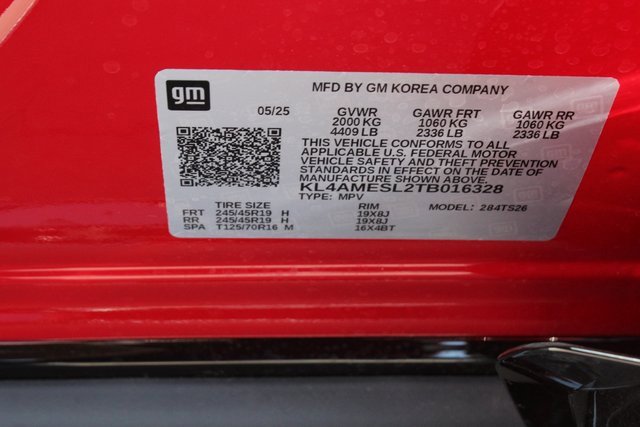 gm
MFD BY GM KOREA COMPANY
05/25 GVWR GAWR FRT GAWR RR
2000 KG 1060 KG 1060 KG
4409 LB 2336 LB 2336 LB
THIS VEHICLE CONFORMS TO ALL
APPLICABLE U.S. FEDERAL MOTOR
VEHICLE SAFETY AND THEFT PREVENTION
STANDARDS IN EFFECT ON THE DATE OF
MANUFACTURE SHOWN ABOVE.
KL4AMESL2TB016328
TYPE: MPV MODEL: 284TS26
TIRE SIZE RIM
FRT 245/45R19 H 19X8J
RR 245/45R19 H 19X8J
SPA T125/70R16 M 16X4BT